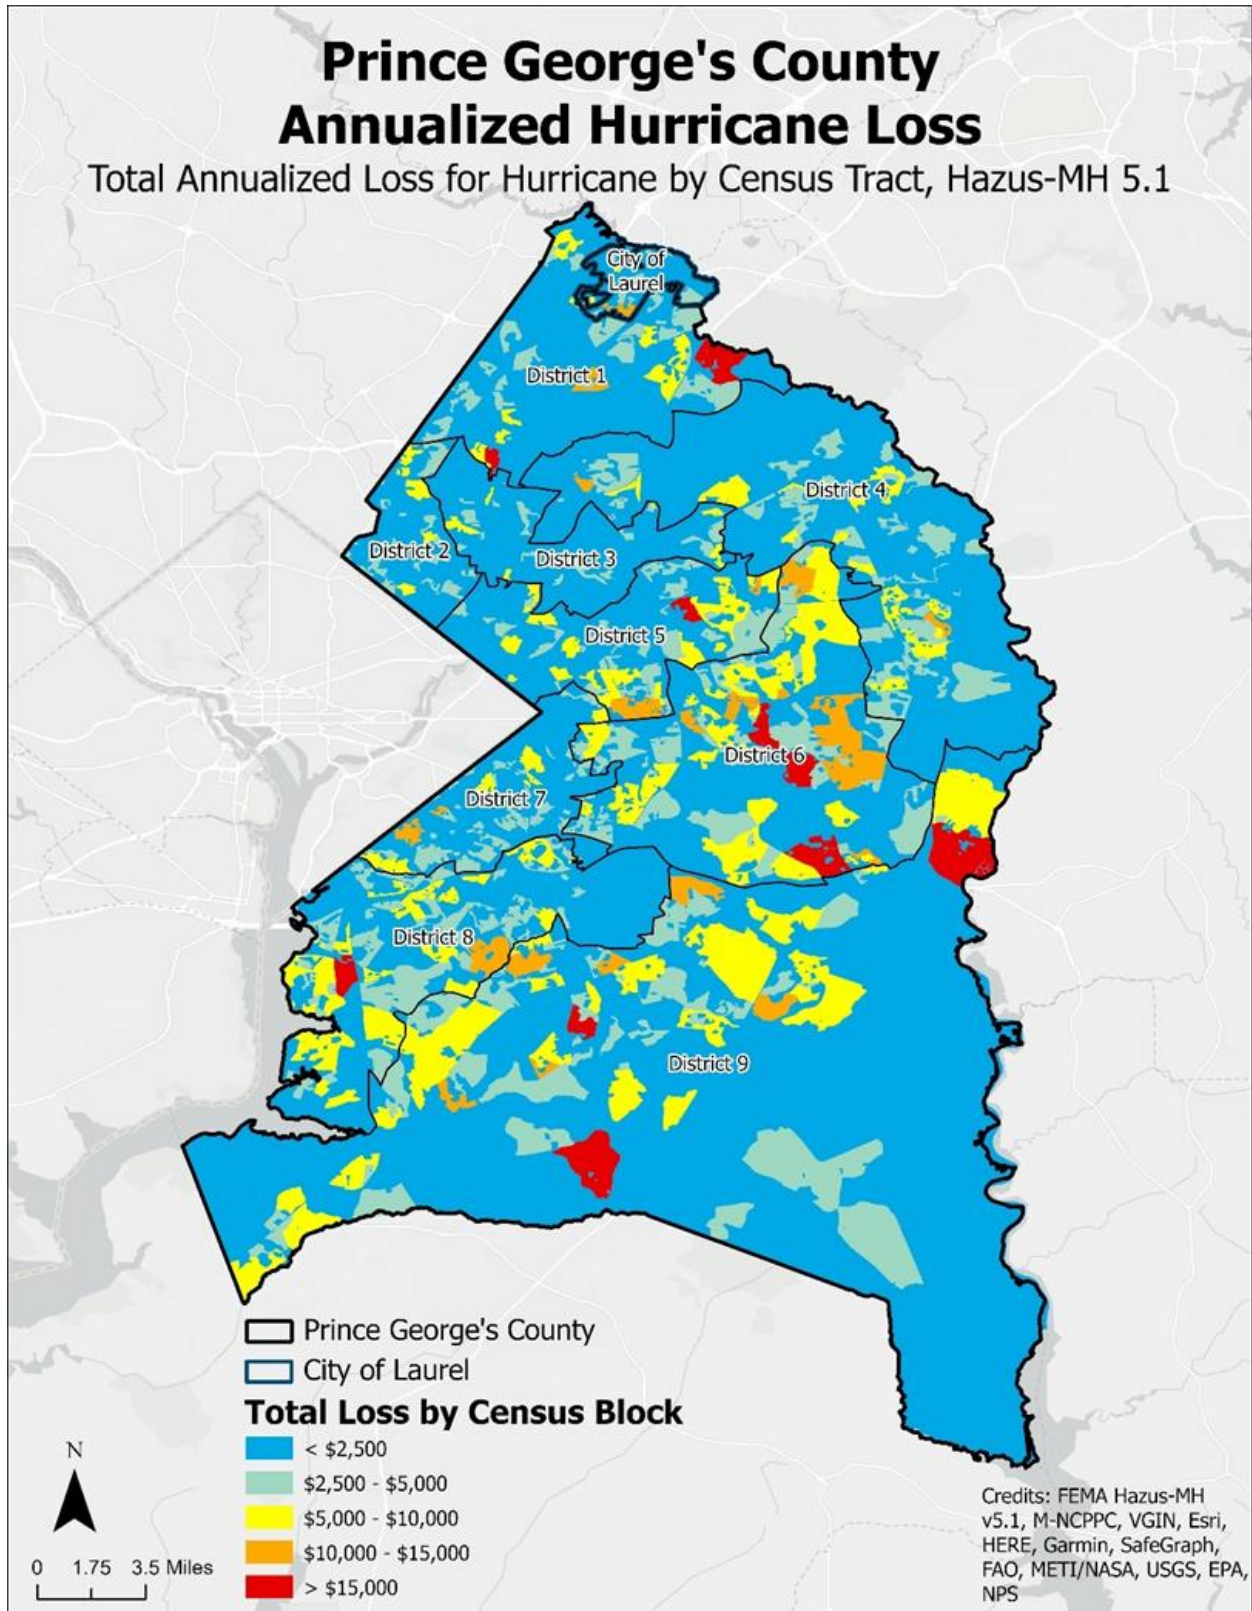 Prince George's County
Annualized Hurricane Loss
Total Annualized Loss for Hurricane by Census Tract, Hazus-MH 5.1
City of
Laurel
District 1
District 4
District 2
District 3
District 5
District 6
District 7
District 8
District 9
Prince George's County
City of Laurel
Total Loss by Census Block
< $2,500
$2,500 - $5,000
$5,000 - $10,000
$10,000 - $15,000
> $15,000
N
0 1.75 3.5 Miles
Credits: FEMA Hazus-MH
v5.1, M-NCPPC, VGIN, Esri,
HERE, Garmin, SafeGraph,
FAO, METI/NASA, USGS, EPA,
NPS